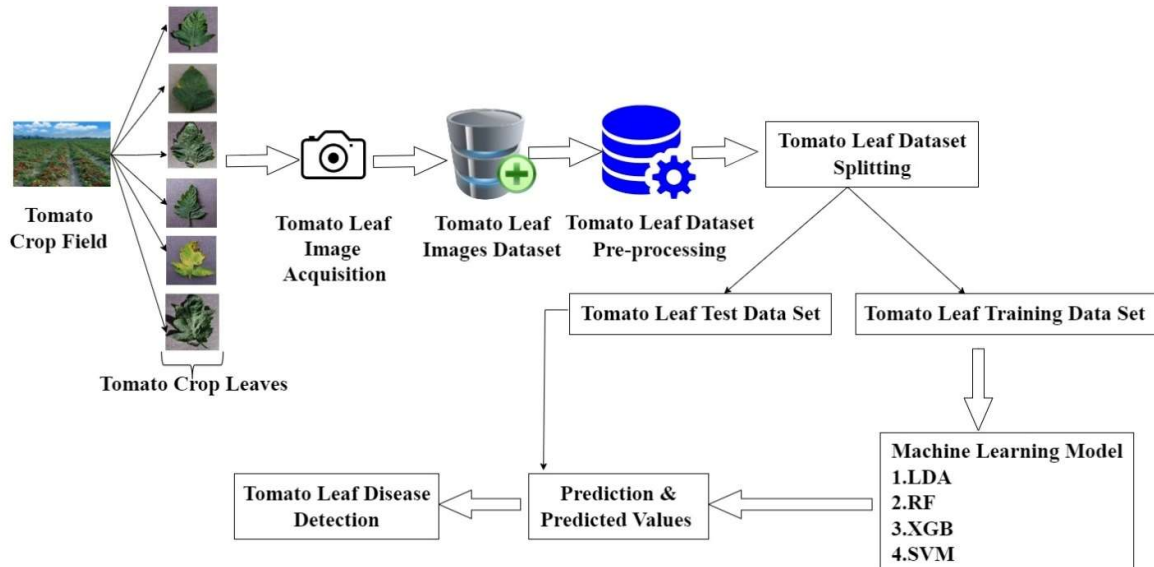 Tomato
Crop Field
Tomato Crop Leaves
Tomato Leaf
Image
Acquisition
Tomato Leaf
Images Dataset
Tomato Leaf Dataset
Pre-processing
Tomato Leaf Dataset
Splitting
Tomato Leaf Test Data Set
Tomato Leaf Training Data Set
Machine Learning Model
1.LDA
2.RF
3.XGB
4.SVM
Prediction &
Predicted Values
Tomato Leaf Disease
Detection